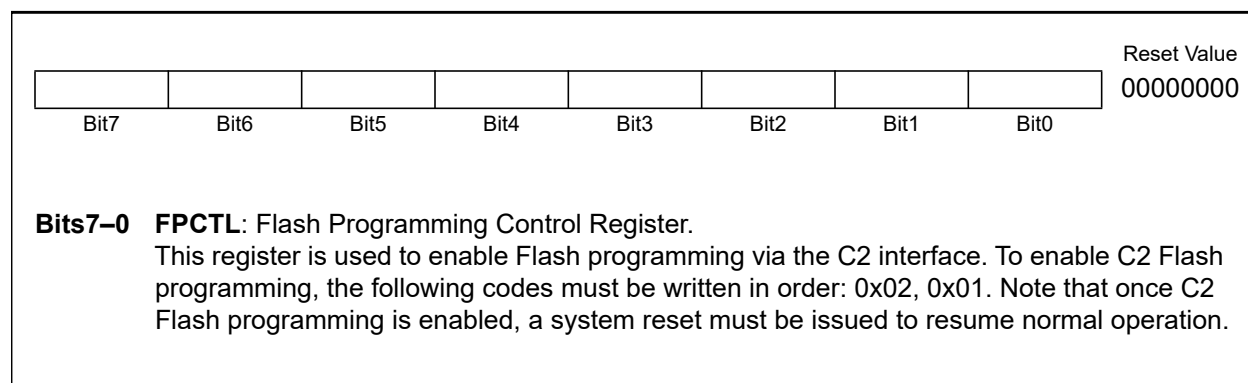 Reset Value
00000000
Bit7 Bit6 Bit5 Bit4 Bit3 Bit2 Bit1 Bit0
Bits7–0 FPCTL: Flash Programming Control Register.
This register is used to enable Flash programming via the C2 interface. To enable C2 Flash
programming, the following codes must be written in order: 0x02, 0x01. Note that once C2
Flash programming is enabled, a system reset must be issued to resume normal operation.